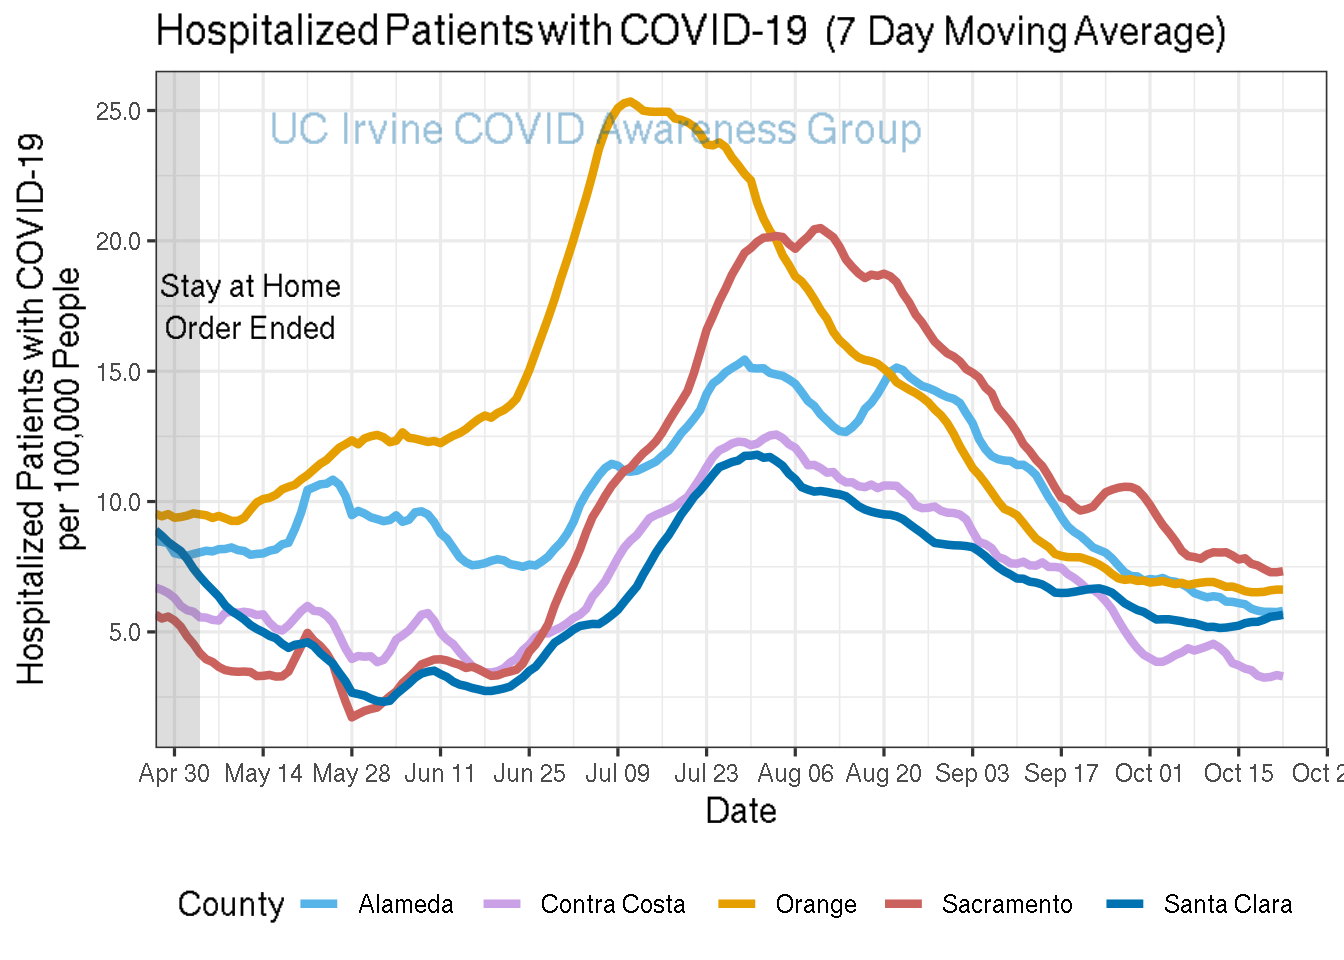 Hospitalized Patients with COVID-19 (7 Day Moving Average)
UC Irvine COVID Awareness Group
Hospitalized Patients with COVID-19
per 100,000 People
25.0
20.0
15.0
10.0
5.0
Stay at Home
Order Ended
Apr 30 May 14 May 28 Jun 11 Jun 25 Jul 09 Jul 23 Aug 06 Aug 20 Sep 03 Sep 17 Oct 01 Oct 15 Oct
Date
County Alameda Contra Costa Orange Sacramento Santa Clara